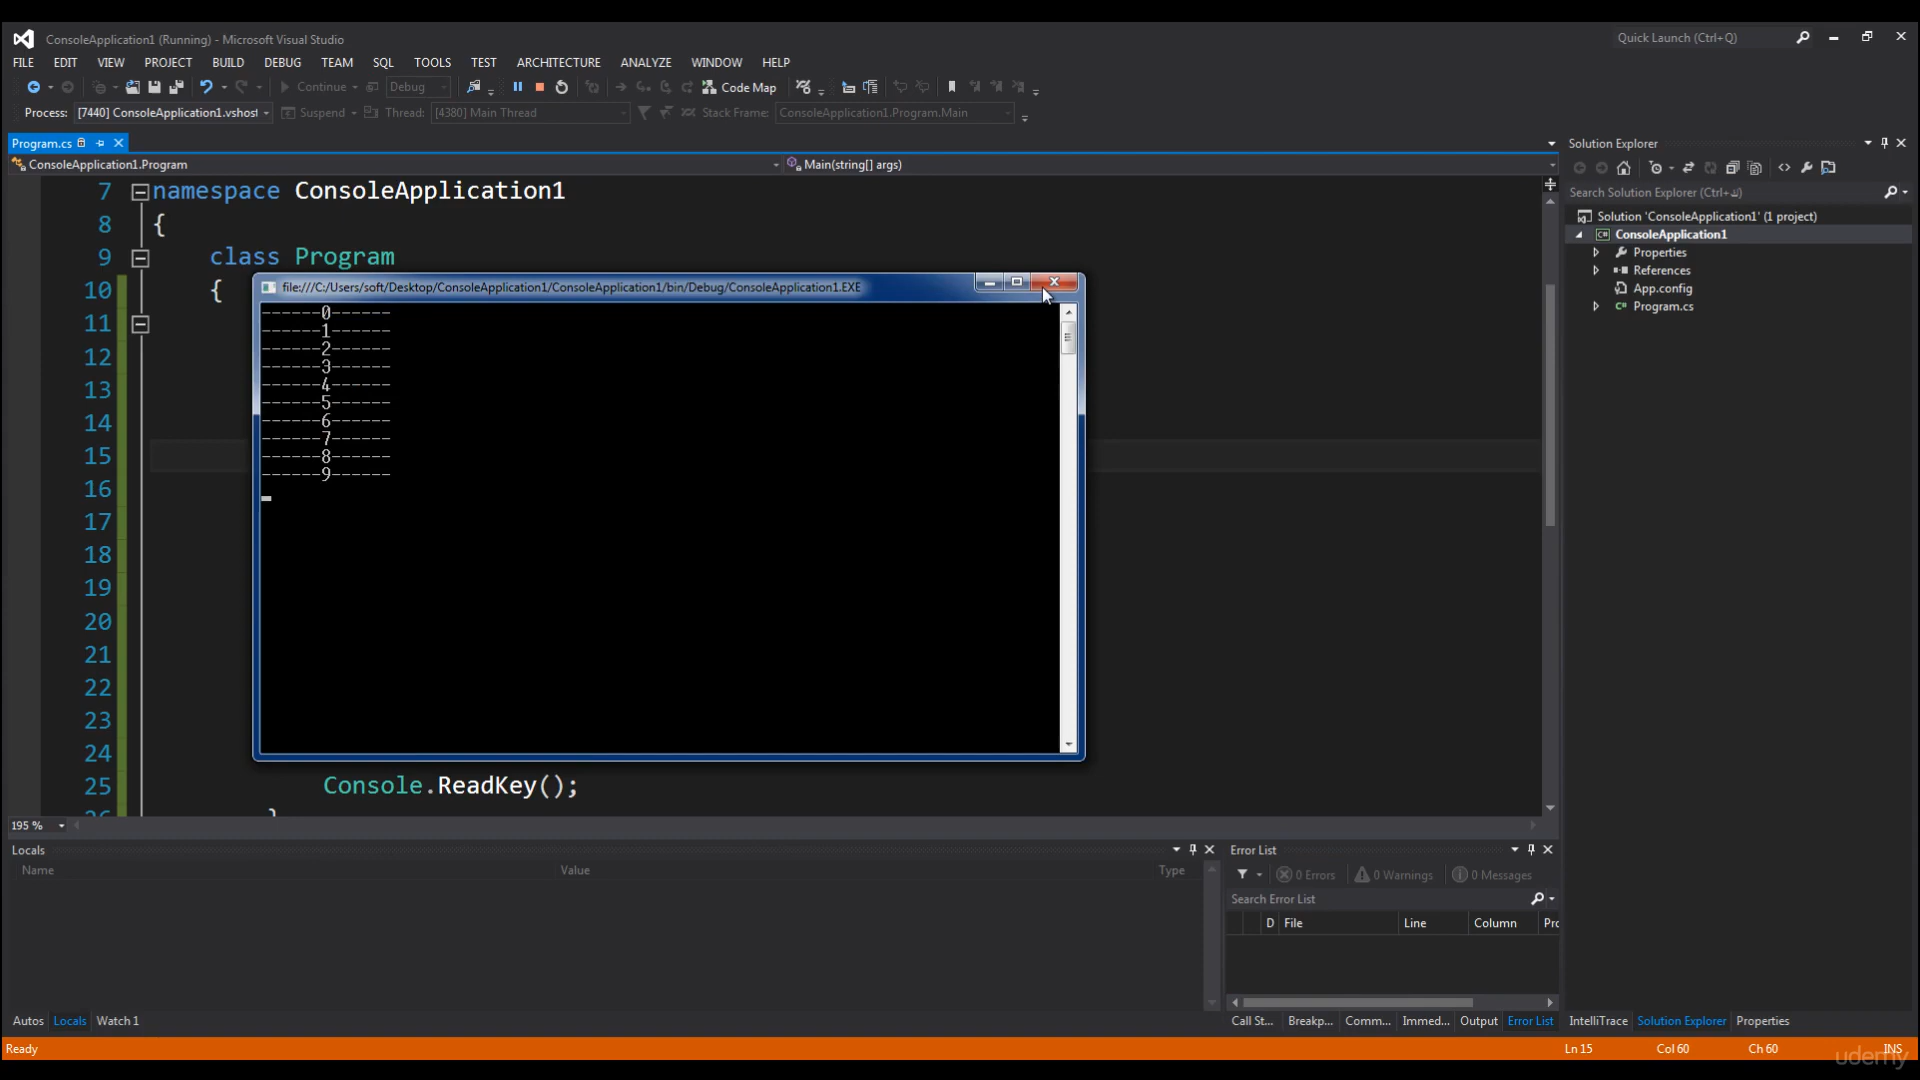 ConsoleApplication1 (Running) - Microsoft Visual Studio
Quick Launch (Ctrl+Q)
FILE EDIT VIEW PROJECT BUILD DEBUG TEAM SQL TOOLS TEST ARCHITECTURE ANALYZE WINDOW HELP
Continue Debug Code Map
Process: [7440] ConsoleApplication1.vshost Suspend Thread: [4380] Main Thread Stack Frame: ConsoleApplication1.Program.Main
Program.cs
ConsoleApplication1.Program Main(string[] args)
7 namespace ConsoleApplication1
8 {
9 class Program
10 {
11
12
13
14
15
16
17
18
19
20
21
22
23
24
25 Console.ReadKey();
26 }
file:///C:/Users/soft/Desktop/ConsoleApplication1/ConsoleApplication1/bin/Debug/ConsoleApplication1.EXE
------0------
------1------
------2------
------3------
------4------
------5------
------6------
------7------
------8------
------9------
195 %
Solution Explorer
Search Solution Explorer (Ctrl+ك)
Solution 'ConsoleApplication1' (1 project)
ConsoleApplication1
Properties
References
App.config
Program.cs
Locals
Name Value Type
Error List
0 Errors 0 Warnings 0 Messages
Search Error List
D File Line Column Prc
Autos Locals Watch 1
Call St... Breakp... Comm... Immed... Output Error List
IntelliTrace Solution Explorer Properties
Ready Ln 15 Col 60 Ch 60 INS
udemy